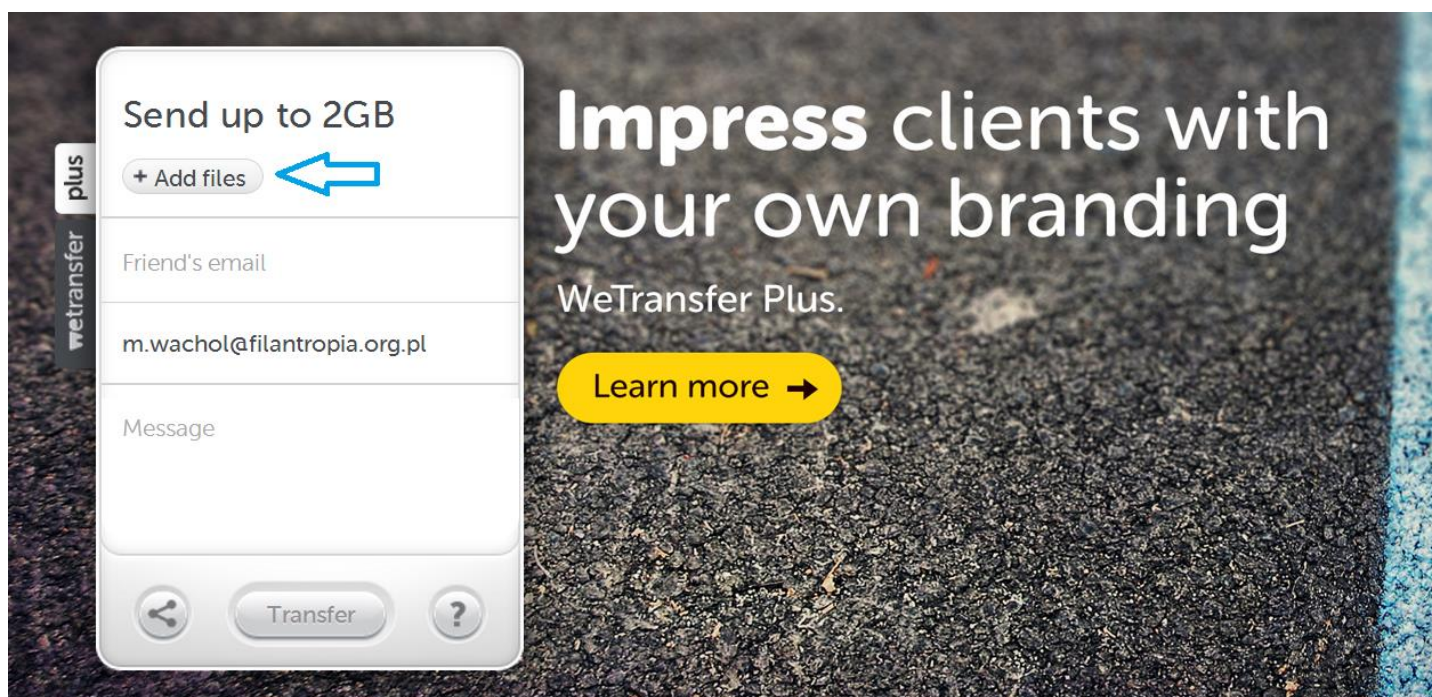 Send up to 2GB
+ Add files
Friend's email
m.wachol@filantropia.org.pl
Message
Transfer
?
plus
wetransfer
Impress clients with
your own branding
WeTransfer Plus.
Learn more →